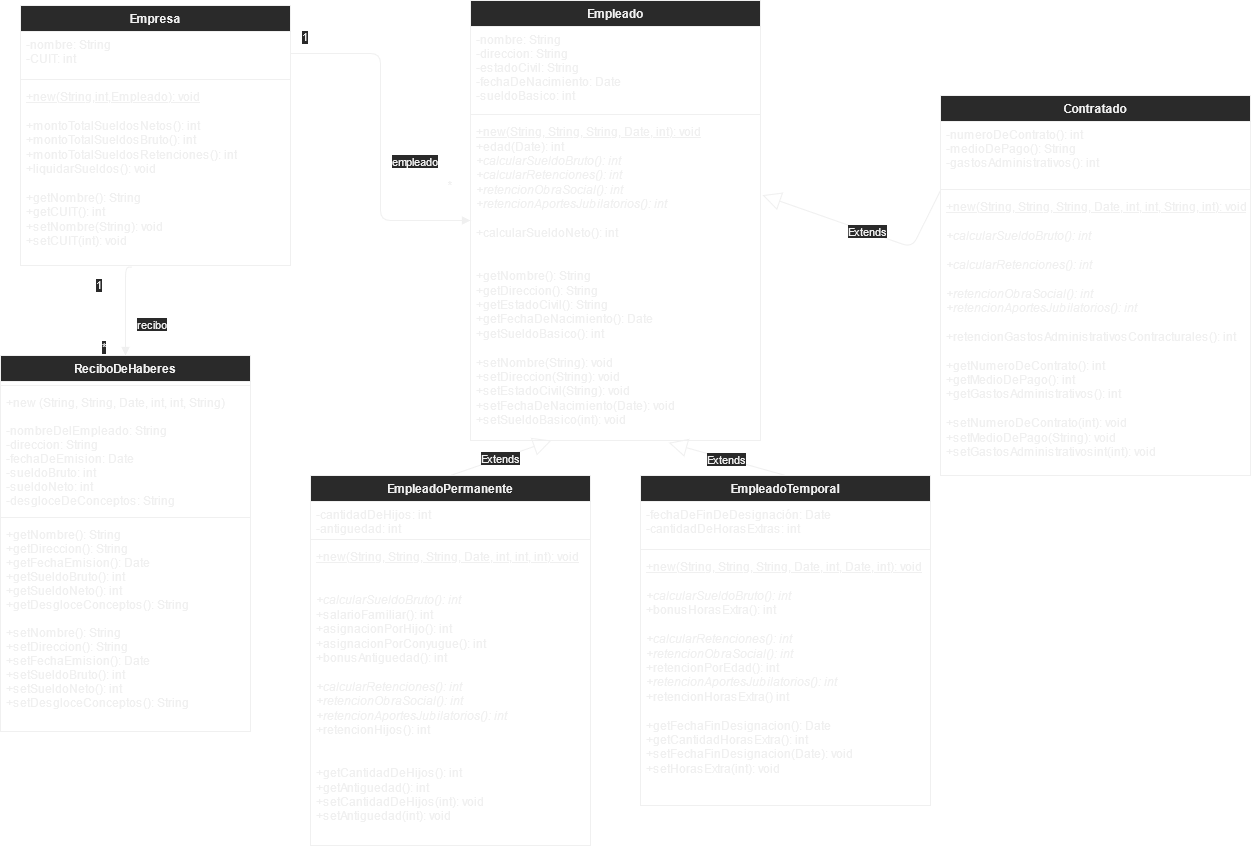 Empresa
-nombre: String
-CUIT: int
+new(String,int,Empleado): void
+montoTotalSueldosNetos(): int
+montoTotalSueldosBruto(): int
+montoTotalSueldosRetenciones(): int
+liquidarSueldos(): void
+getNombre(): String
+getCUIT(): int
+setNombre(String): void
+setCUIT(int): void
1
empleado
*
1
recibo
*
Empleado
-nombre: String
-direccion: String
-estadoCivil: String
-fechaDeNacimiento: Date
-sueldoBasico: int
+new(String, String, String, Date, int): void
+edad(Date): int
+calcularSueldoBruto(): int
+calcularRetenciones(): int
+retencionObraSocial(): int
+retencionAportesJubilatorios(): int
+calcularSueldoNeto(): int
+getNombre(): String
+getDireccion(): String
+getEstadoCivil(): String
+getFechaDeNacimiento(): Date
+getSueldoBasico(): int
+setNombre(String): void
+setDireccion(String): void
+setEstadoCivil(String): void
+setFechaDeNacimiento(Date): void
+setSueldoBasico(int): void
Extends
Contratado
-numeroDeContrato(): int
-medioDePago(): String
-gastosAdministrativos(): int
+new(String, String, String, Date, int, int, String, int): void
+calcularSueldoBruto(): int
+calcularRetenciones(): int
+retencionObraSocial(): int
+retencionAportesJubilatorios(): int
+retencionGastosAdministrativosContracturales(): int
+getNumeroDeContrato(): int
+getMedioDePago(): int
+getGastosAdministrativos(): int
+setNumeroDeContrato(int): void
+setMedioDePago(String): void
+setGastosAdministrativosint(int): void
ReciboDeHaberes
+new (String, String, Date, int, int, String)
-nombreDelEmpleado: String
-direccion: String
-fechaDeEmision: Date
-sueldoBruto: int
-sueldoNeto: int
-desgloceDeConceptos: String
+getNombre(): String
+getDireccion(): String
+getFechaEmision(): Date
+getSueldoBruto(): int
+getSueldoNeto(): int
+getDesgloceConceptos(): String
+setNombre(): String
+setDireccion(): String
+setFechaEmision(): Date
+setSueldoBruto(): int
+setSueldoNeto(): int
+setDesgloceConceptos(): String
Extends
EmpleadoPermanente
-cantidadDeHijos: int
-antiguedad: int
+new(String, String, String, Date, int, int, int): void
+calcularSueldoBruto(): int
+salarioFamiliar(): int
+asignacionPorHijo(): int
+asignacionPorConyugue(): int
+bonusAntiguedad(): int
+calcularRetenciones(): int
+retencionObraSocial(): int
+retencionAportesJubilatorios(): int
+retencionHijos(): int
+getCantidadDeHijos(): int
+getAntiguedad(): int
+setCantidadDeHijos(int): void
+setAntiguedad(int): void
Extends
EmpleadoTemporal
-fechaDeFinDeDesignación: Date
-cantidadDeHorasExtras: int
+new(String, String, String, Date, int, Date, int): void
+calcularSueldoBruto(): int
+bonusHorasExtra(): int
+calcularRetenciones(): int
+retencionObraSocial(): int
+retencionPorEdad(): int
+retencionAportesJubilatorios(): int
+retencionHorasExtra() int
+getFechaFinDesignacion(): Date
+getCantidadHorasExtra(): int
+setFechaFinDesignacion(Date): void
+setHorasExtra(int): void